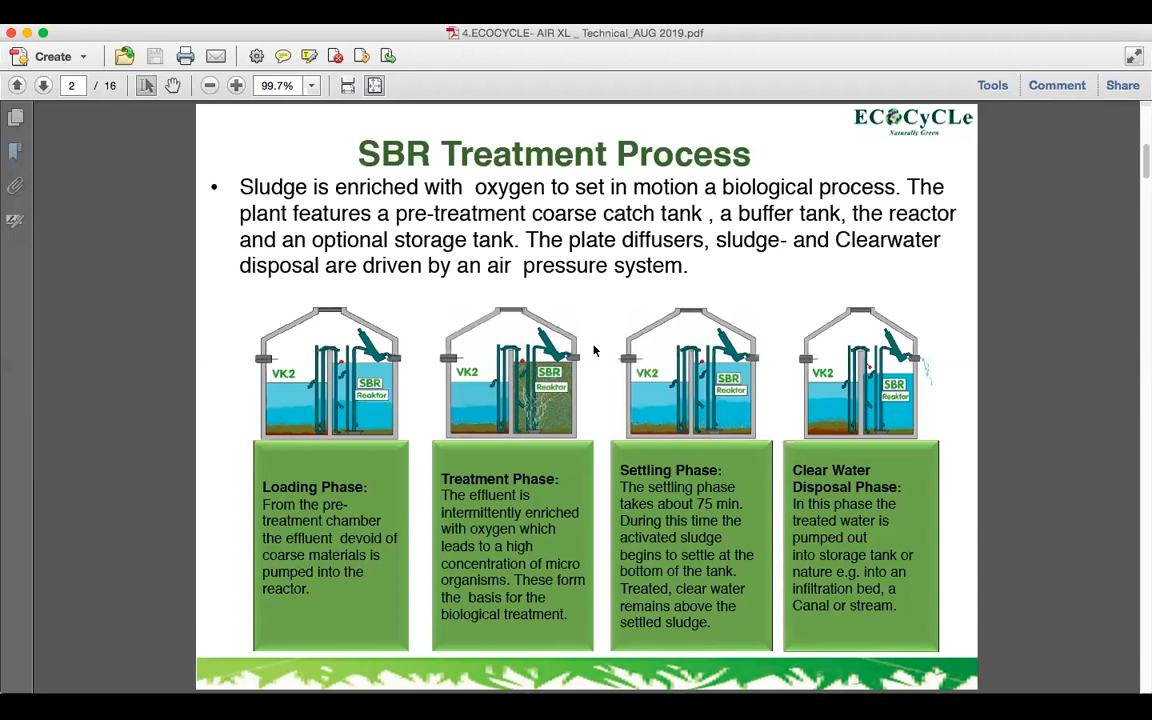 4.ECOCYCLE- AIR XL _ Technical_AUG 2019.pdf
Create
2 / 16
99.7%
Tools Comment Share
ECOCyCLe
Naturally Green
SBR Treatment Process
• Sludge is enriched with oxygen to set in motion a biological process. The
plant features a pre-treatment coarse catch tank , a buffer tank, the reactor
and an optional storage tank. The plate diffusers, sludge- and Clearwater
disposal are driven by an air pressure system.
VK2
SBR
Reaktor
VK2
SBR
Reaktor
VK2
SBR
Reaktor
VK2
SBR
Reaktor
Loading Phase:
From the pre-
treatment chamber
the effluent devoid of
coarse materials is
pumped into the
reactor.
Treatment Phase:
The effluent is
intermittently enriched
with oxygen which
leads to a high
concentration of micro
organisms. These form
the basis for the
biological treatment.
Settling Phase:
The settling phase
takes about 75 min.
During this time the
activated sludge
begins to settle at the
bottom of the tank.
Treated, clear water
remains above the
settled sludge.
Clear Water
Disposal Phase:
In this phase the
treated water is
pumped out
into storage tank or
nature e.g. into an
infiltration bed, a
Canal or stream.